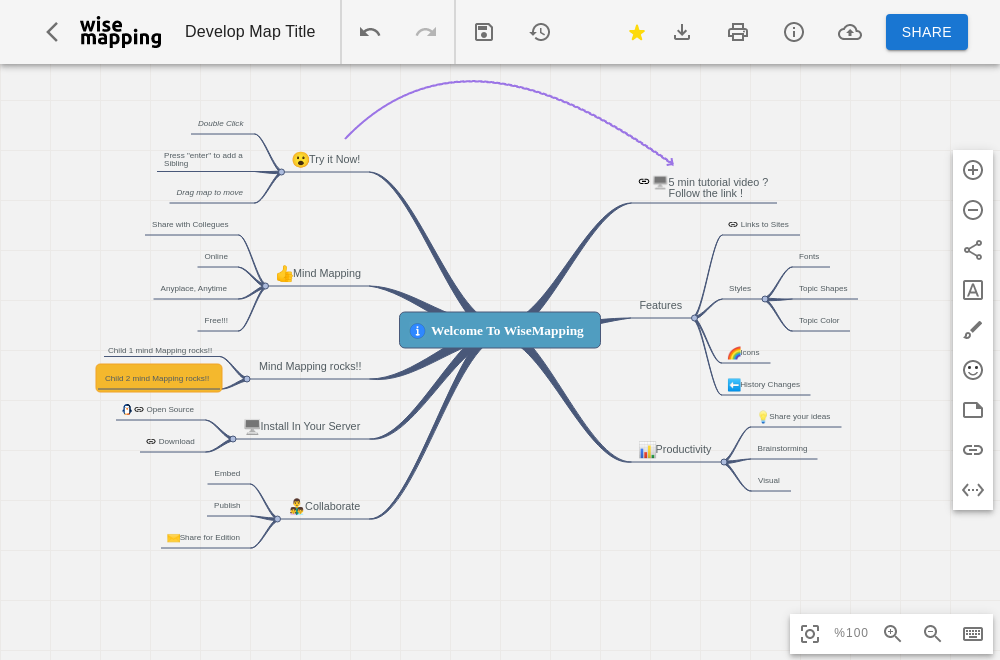 wise
mapping
Develop Map Title
SHARE
Double Click
Press "enter" to add a
Sibling
Drag map to move
Try it Now!
Share with Collegues
Online
Anyplace, Anytime
Free!!!
Mind Mapping
Child 1 mind Mapping rocks!!
Child 2 mind Mapping rocks!!
Mind Mapping rocks!!
Open Source
Download
Install In Your Server
Embed
Publish
Share for Edition
Collaborate
Welcome To WiseMapping
5 min tutorial video ?
Follow the link !
Features
Links to Sites
Styles
Fonts
Topic Shapes
Topic Color
Icons
History Changes
Productivity
Share your ideas
Brainstorming
Visual
A
%100